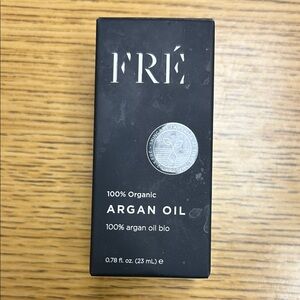 FRÉ
100% Organic
ARGAN OIL
100% argan oil bio
0.78 fl. oz. (23 mL) ℮